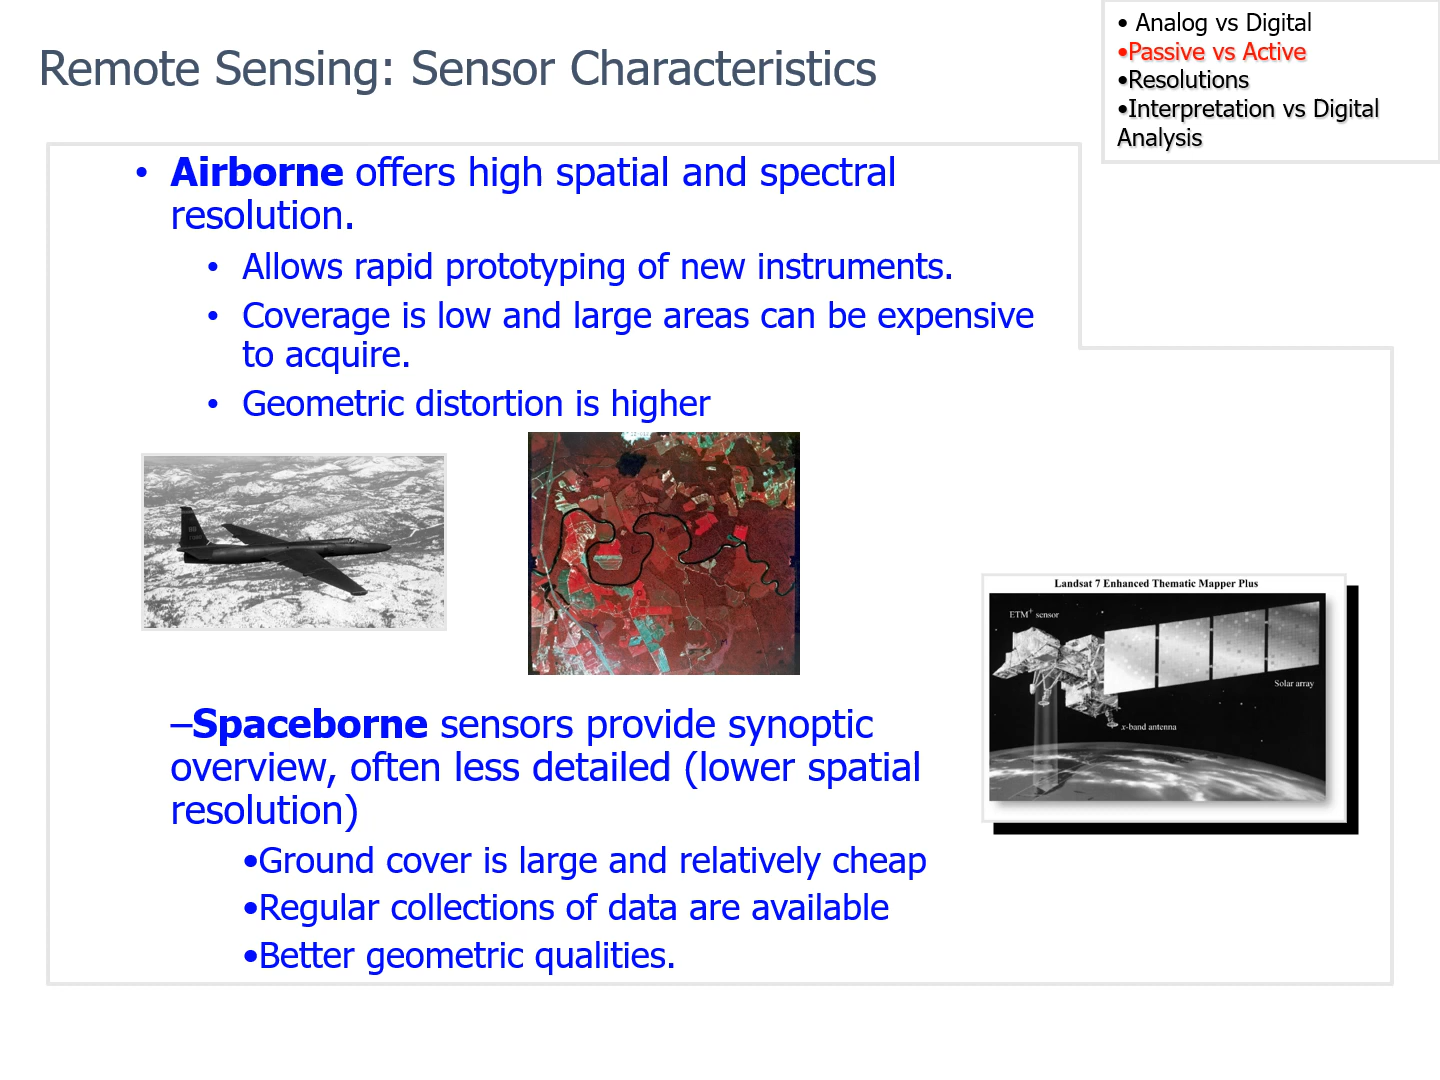 Remote Sensing: Sensor Characteristics
• Analog vs Digital
•Passive vs Active
•Resolutions
•Interpretation vs Digital
Analysis
• Airborne offers high spatial and spectral
resolution.
• Allows rapid prototyping of new instruments.
• Coverage is low and large areas can be expensive
to acquire.
• Geometric distortion is higher
Landsat 7 Enhanced Thematic Mapper Plus
ETM+ sensor
Solar array
x-band antenna
–Spaceborne sensors provide synoptic
overview, often less detailed (lower spatial
resolution)
•Ground cover is large and relatively cheap
•Regular collections of data are available
•Better geometric qualities.